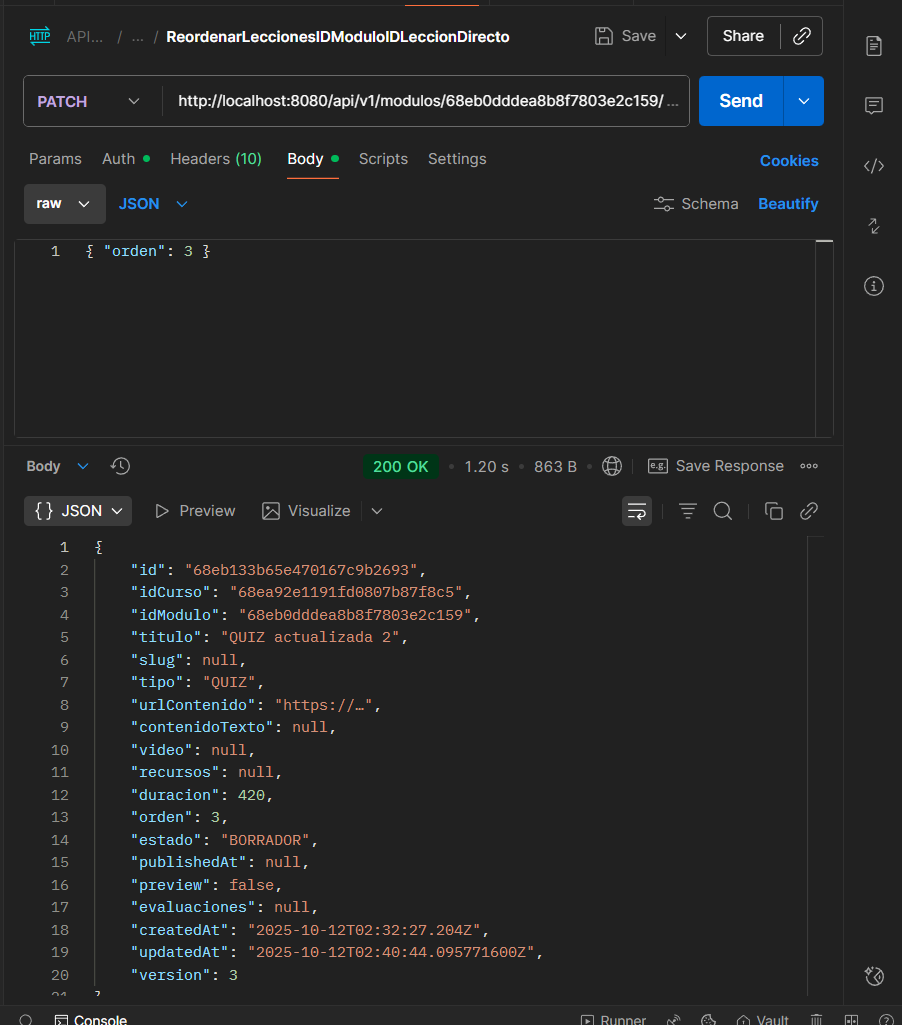 HTTP API... / ... / ReordenarLeccionesIDModuloIDLeccionDirecto Save Share
PATCH http://localhost:8080/api/v1/modulos/68eb0dddea8b8f7803e2c159/ ... Send
Params Auth Headers (10) Body Scripts Settings Cookies
raw JSON Schema Beautify
1 { "orden": 3 }
Body 200 OK • 1.20 s • 863 B • e.g. Save Response
{} JSON Preview Visualize
1 {
2 "id": "68eb133b65e470167c9b2693",
3 "idCurso": "68ea92e1191fd0807b87f8c5",
4 "idModulo": "68eb0dddea8b8f7803e2c159",
5 "titulo": "QUIZ actualizada 2",
6 "slug": null,
7 "tipo": "QUIZ",
8 "urlContenido": "https://…",
9 "contenidoTexto": null,
10 "video": null,
11 "recursos": null,
12 "duracion": 420,
13 "orden": 3,
14 "estado": "BORRADOR",
15 "publishedAt": null,
16 "preview": false,
17 "evaluaciones": null,
18 "createdAt": "2025-10-12T02:32:27.204Z",
19 "updatedAt": "2025-10-12T02:40:44.095771600Z",
20 "version": 3
21 }
Console Runner Vault